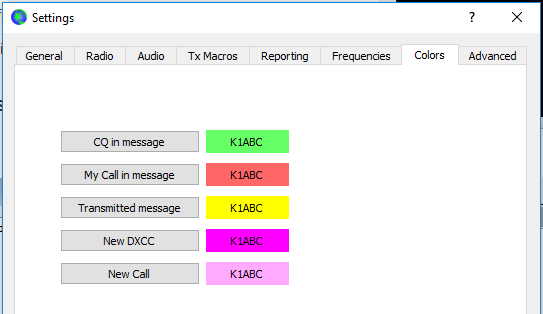 Settings
? ×
General Radio Audio Tx Macros Reporting Frequencies Colors Advanced
CQ in message K1ABC
My Call in message K1ABC
Transmitted message K1ABC
New DXCC K1ABC
New Call K1ABC